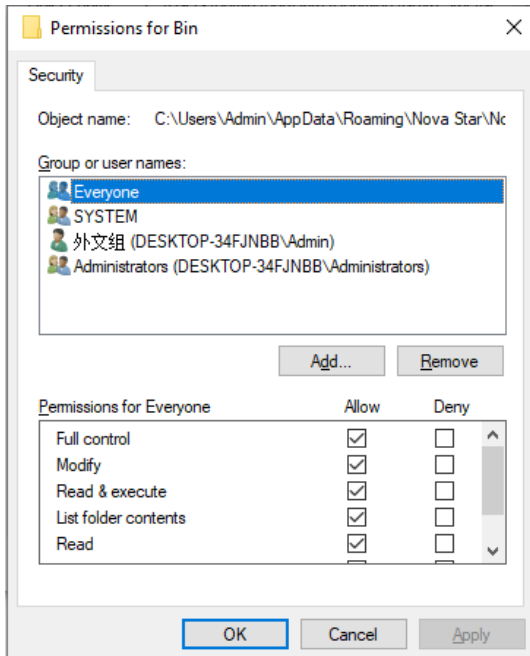 Permissions for Bin
Security
Object name: C:\Users\Admin\AppData\Roaming\Nova Star\Nc
Group or user names:
Everyone
SYSTEM
外文组 (DESKTOP-34FJNBB\Admin)
Administrators (DESKTOP-34FJNBB\Administrators)
Add... Remove
Permissions for Everyone Allow Deny
Full control
Modify
Read & execute
List folder contents
Read
OK Cancel Apply